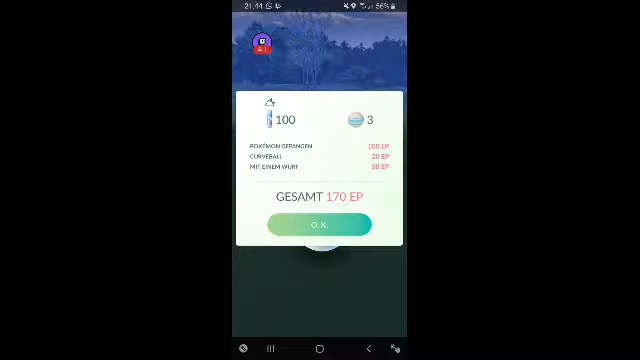 21.44
56%
100
3
POKÉMON GEFANGEN 100 EP
CURVEBALL 20 EP
MIT EINEM WURF 50 EP
GESAMT 170 EP
O. K.